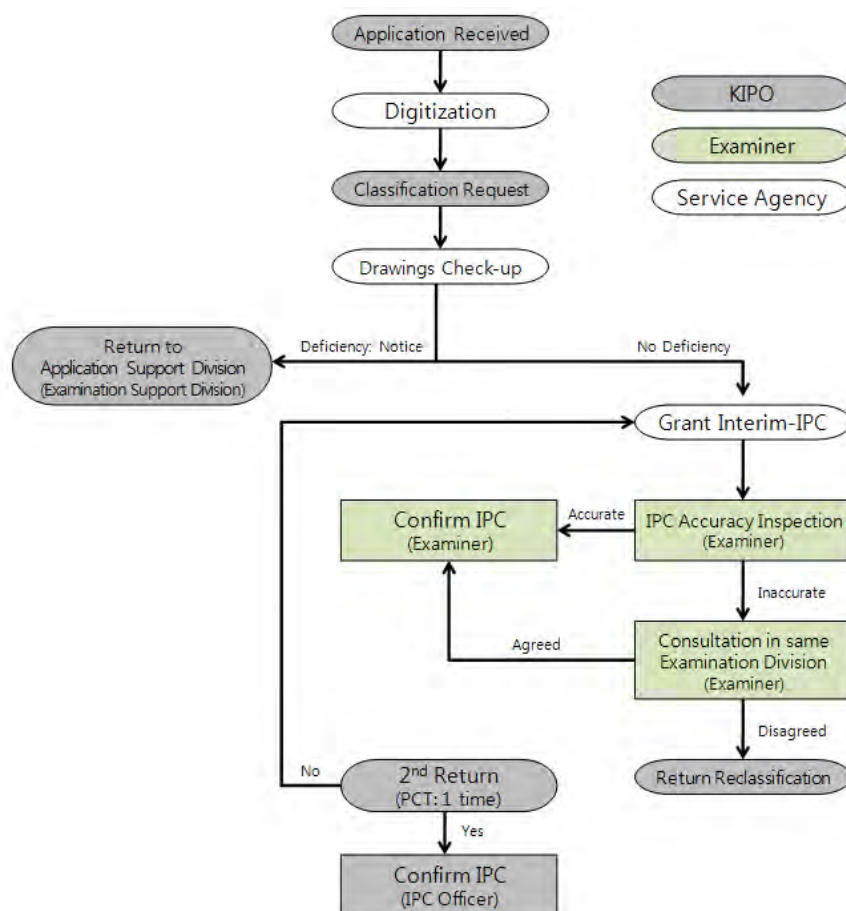 Application Received
Digitization
Classification Request
Drawings Check-up
KIPO
Examiner
Service Agency
Deficiency: Notice
No Deficiency
Return to
Application Support Division
(Examination Support Division)
Grant Interim-IPC
Confirm IPC
(Examiner)
Accurate
IPC Accuracy Inspection
(Examiner)
Inaccurate
Agreed
Consultation in same
Examination Division
(Examiner)
Disagreed
Return Reclassification
No
2nd Return
(PCT: 1 time)
Yes
Confirm IPC
(IPC Officer)